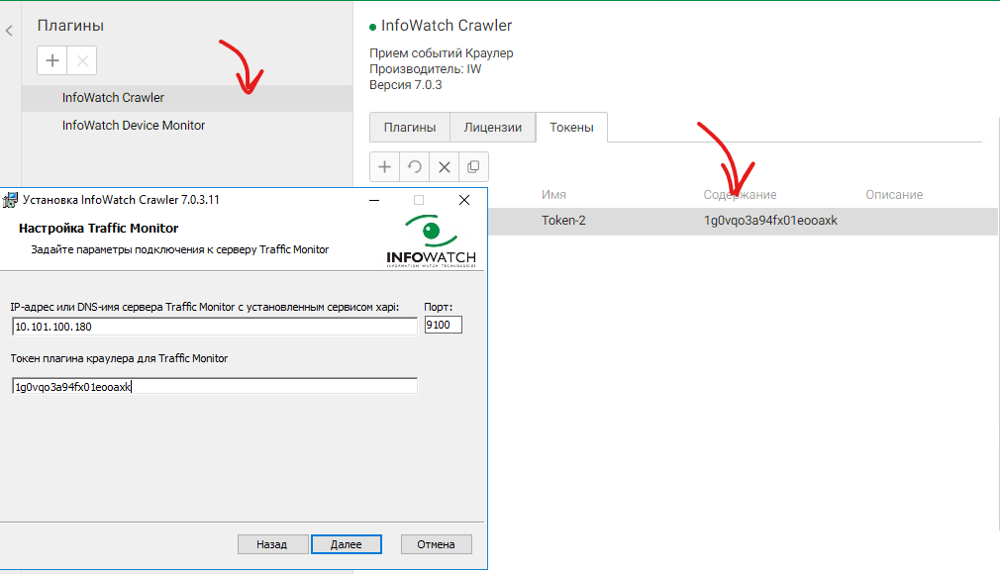 Плагины
InfoWatch Crawler
InfoWatch Device Monitor
InfoWatch Crawler
Прием событий Краулер
Производитель: IW
Версия 7.0.3
Плагины Лицензии Токены
Имя Содержание Описание
Token-2 1g0vqo3a94fx01eooaxk
Установка InfoWatch Crawler 7.0.3.11
Настройка Traffic Monitor
Задайте параметры подключения к серверу Traffic Monitor
INFOWATCH
INFORMATION WATCH TECHNOLOGIES
IP-адрес или DNS-имя сервера Traffic Monitor с установленным сервисом xapi: Порт:
10.101.100.180 9100
Токен плагина краулера для Traffic Monitor
1g0vqo3a94fx01eooaxk
Назад Далее Отмена